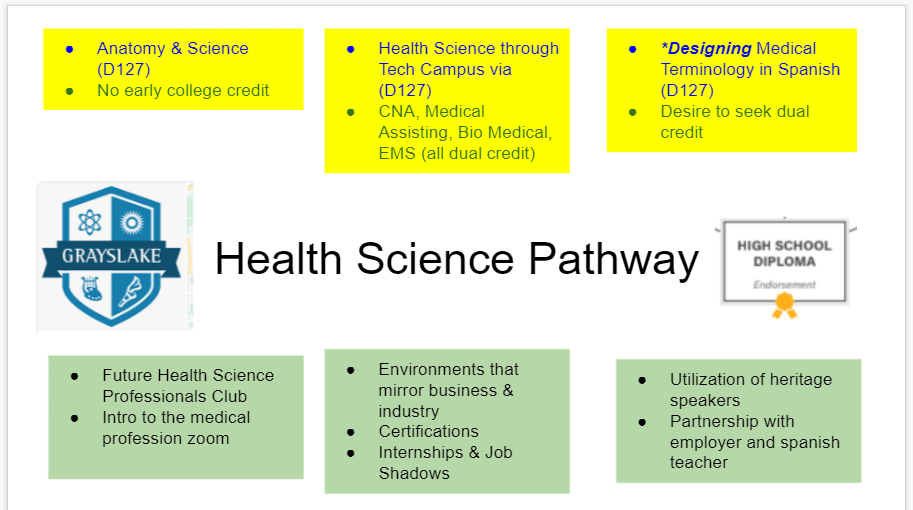 ● Anatomy & Science
(D127)
● No early college credit
● Health Science through
Tech Campus via
(D127)
● CNA, Medical
Assisting, Bio Medical,
EMS (all dual credit)
● *Designing Medical
Terminology in Spanish
(D127)
● Desire to seek dual
credit
GRAYSLAKE
Health Science Pathway
HIGH SCHOOL
DIPLOMA
Endorsement
● Future Health Science
Professionals Club
● Intro to the medical
profession zoom
● Environments that
mirror business &
industry
● Certifications
● Internships & Job
Shadows
● Utilization of heritage
speakers
● Partnership with
employer and spanish
teacher